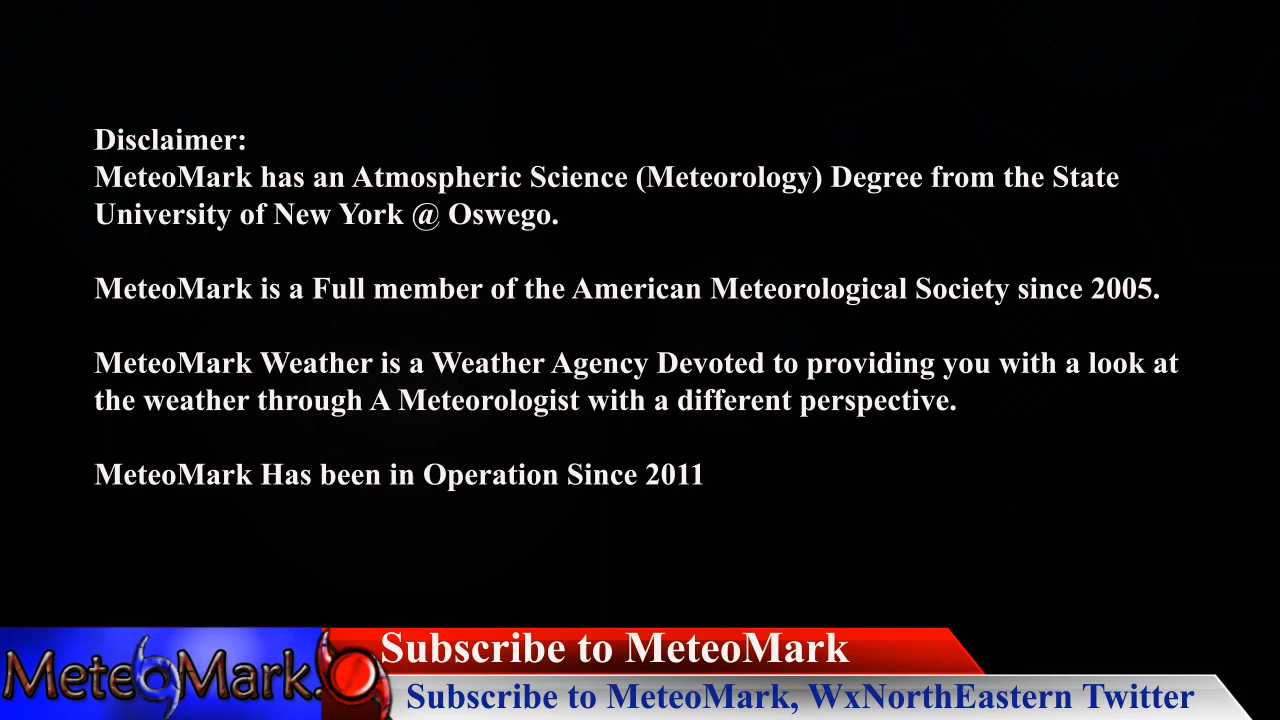 Disclaimer:
MeteoMark has an Atmospheric Science (Meteorology) Degree from the State
University of New York @ Oswego.
MeteoMark is a Full member of the American Meteorological Society since 2005.
MeteoMark Weather is a Weather Agency Devoted to providing you with a look at
the weather through A Meteorologist with a different perspective.
MeteoMark Has been in Operation Since 2011
Subscribe to MeteoMark
MeteoMark.
Subscribe to MeteoMark, WxNorthEastern Twitter